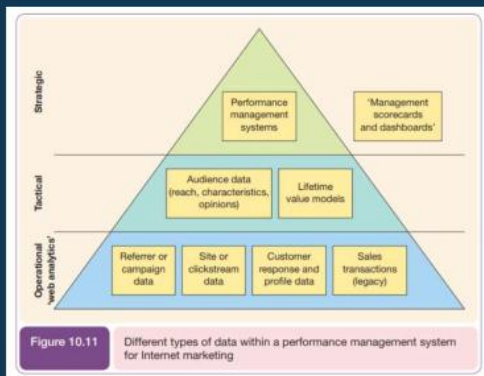 Strategic
Performance
management
systems
'Management
scorecards
and dashboards'
Tactical
Audience data
(reach, characteristics,
opinions)
Lifetime
value models
Operational
'web analytics'
Referrer or
campaign
data
Site or
clickstream
data
Customer
response and
profile data
Sales
transactions
(legacy)
Figure 10.11
Different types of data within a performance management system
for Internet marketing